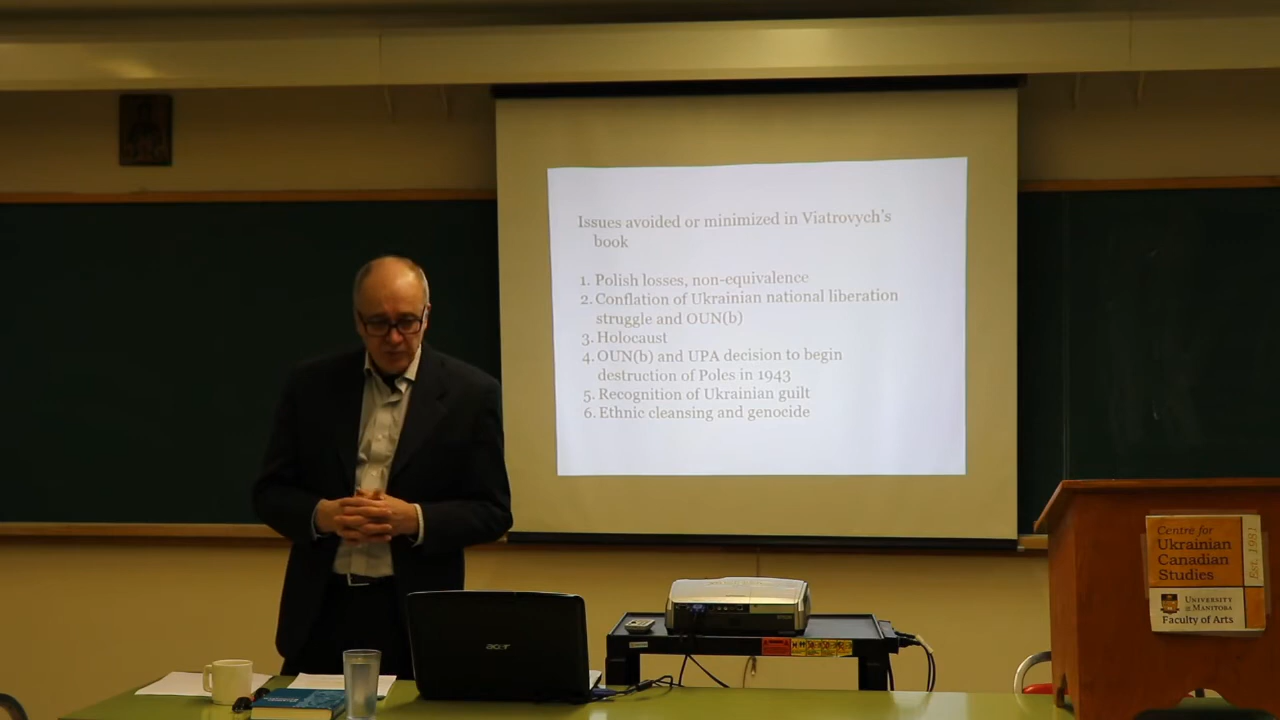 Issues avoided or minimized in Viatrovych's
book
1. Polish losses, non-equivalence
2. Conflation of Ukrainian national liberation
struggle and OUN(b)
3. Holocaust
4. OUN(b) and UPA decision to begin
destruction of Poles in 1943
5. Recognition of Ukrainian guilt
6. Ethnic cleansing and genocide
acer
Centre for
Ukrainian
Canadian
Studies
Est. 1981
UNIVERSITY
OF MANITOBA
Faculty of Arts